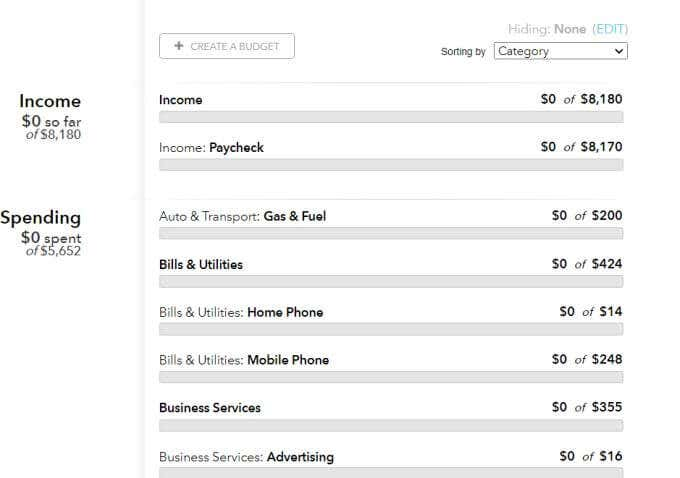 Hiding: None (EDIT)
+ CREATE A BUDGET
Sorting by Category
Income
$0 so far
of $8,180
Income $0 of $8,180
Income: Paycheck $0 of $8,170
Spending
$0 spent
of $5,652
Auto & Transport: Gas & Fuel $0 of $200
Bills & Utilities $0 of $424
Bills & Utilities: Home Phone $0 of $14
Bills & Utilities: Mobile Phone $0 of $248
Business Services $0 of $355
Business Services: Advertising $0 of $16